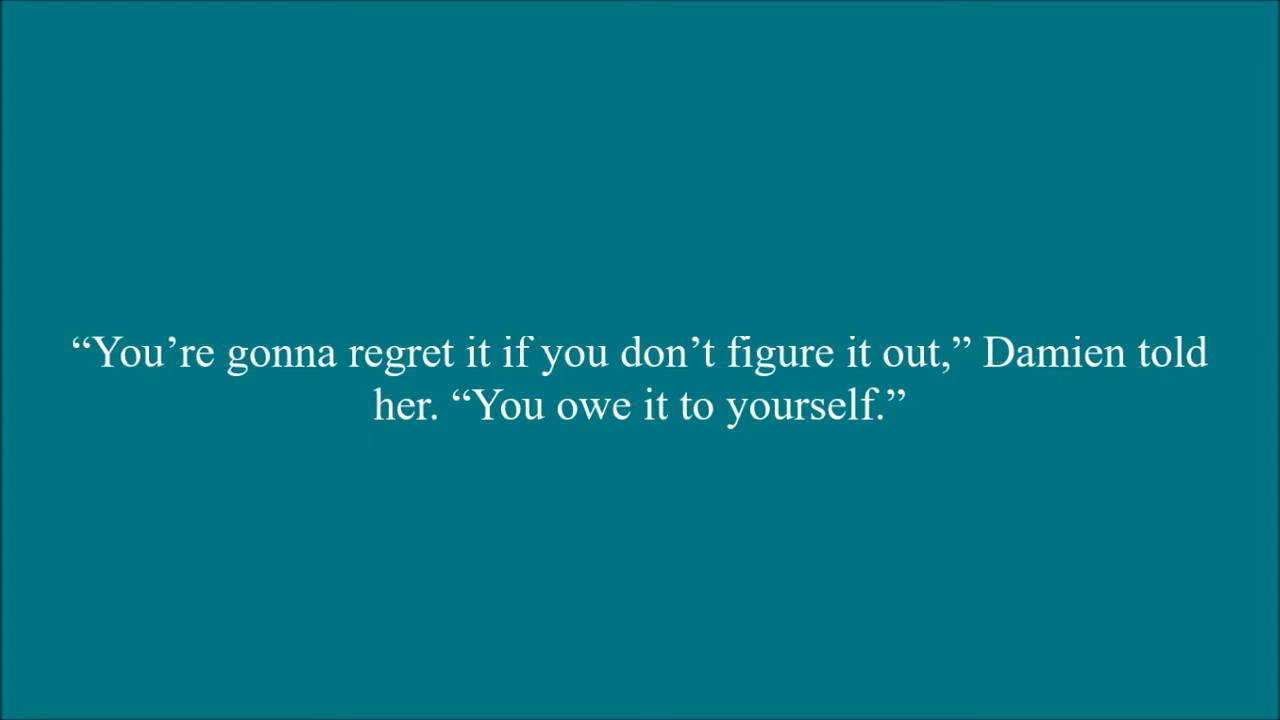 “You’re gonna regret it if you don’t figure it out,” Damien told
her. “You owe it to yourself.”